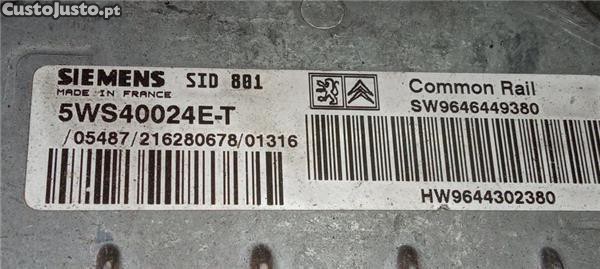 CustoJusto.pt
SIEMENS SID 801
MADE IN FRANCE
5WS40024E-T
/05487/216280678/01316
Common Rail
SW9646449380
HW9644302380